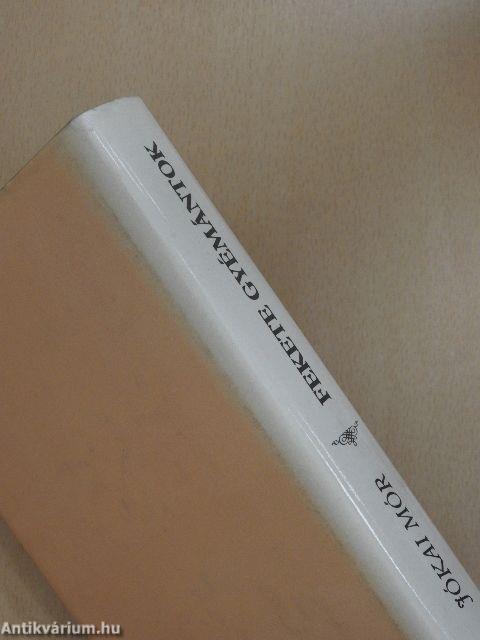 JÓKAI MÓR
FEKETE GYÉMÁNTOK
Antikvárium.hu